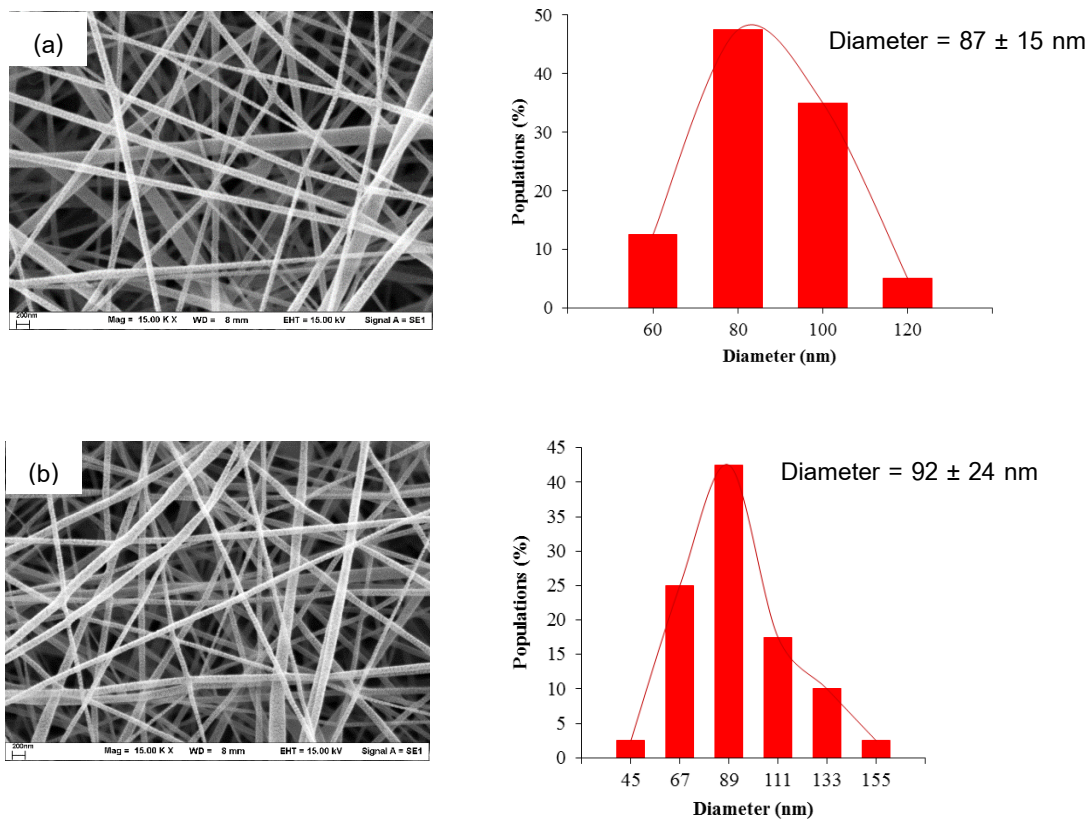 (a)
200nm
Mag = 15.00 K X WD = 8 mm EHT = 15.00 kV Signal A = SE1
Diameter = 87 ± 15 nm
Populations (%)
50
40
30
20
10
0
60 80 100 120
Diameter (nm)
(b)
200nm
Mag = 15.00 K X WD = 8 mm EHT = 15.00 kV Signal A = SE1
Diameter = 92 ± 24 nm
Populations (%)
45
40
35
30
25
20
15
10
5
0
45 67 89 111 133 155
Diameter (nm)